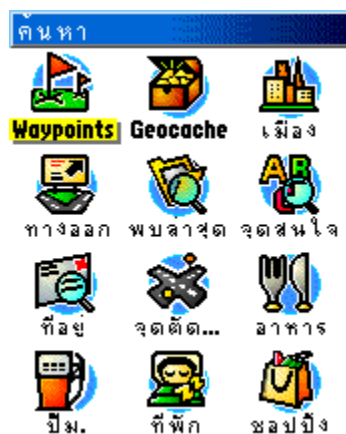 ค้นหา
Waypoints Geocache เมือง
ทางออก พบล่าสุด จุดสนใจ
ที่อยู่ จุดตัด... อาหาร
ปั๊ม. ที่พัก ชอปปิ้ง